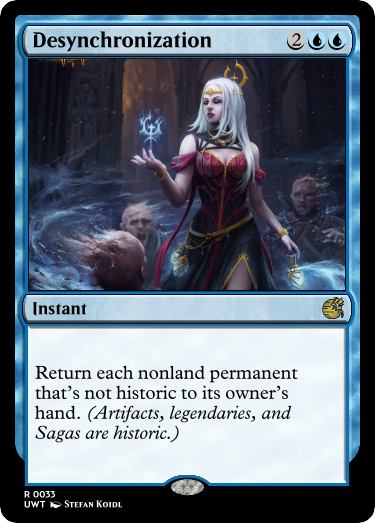 Desynchronization 2
Instant
Return each nonland permanent
that's not historic to its owner's
hand. (Artifacts, legendaries, and
Sagas are historic.)
R 0033
UWT Stefan Koidl